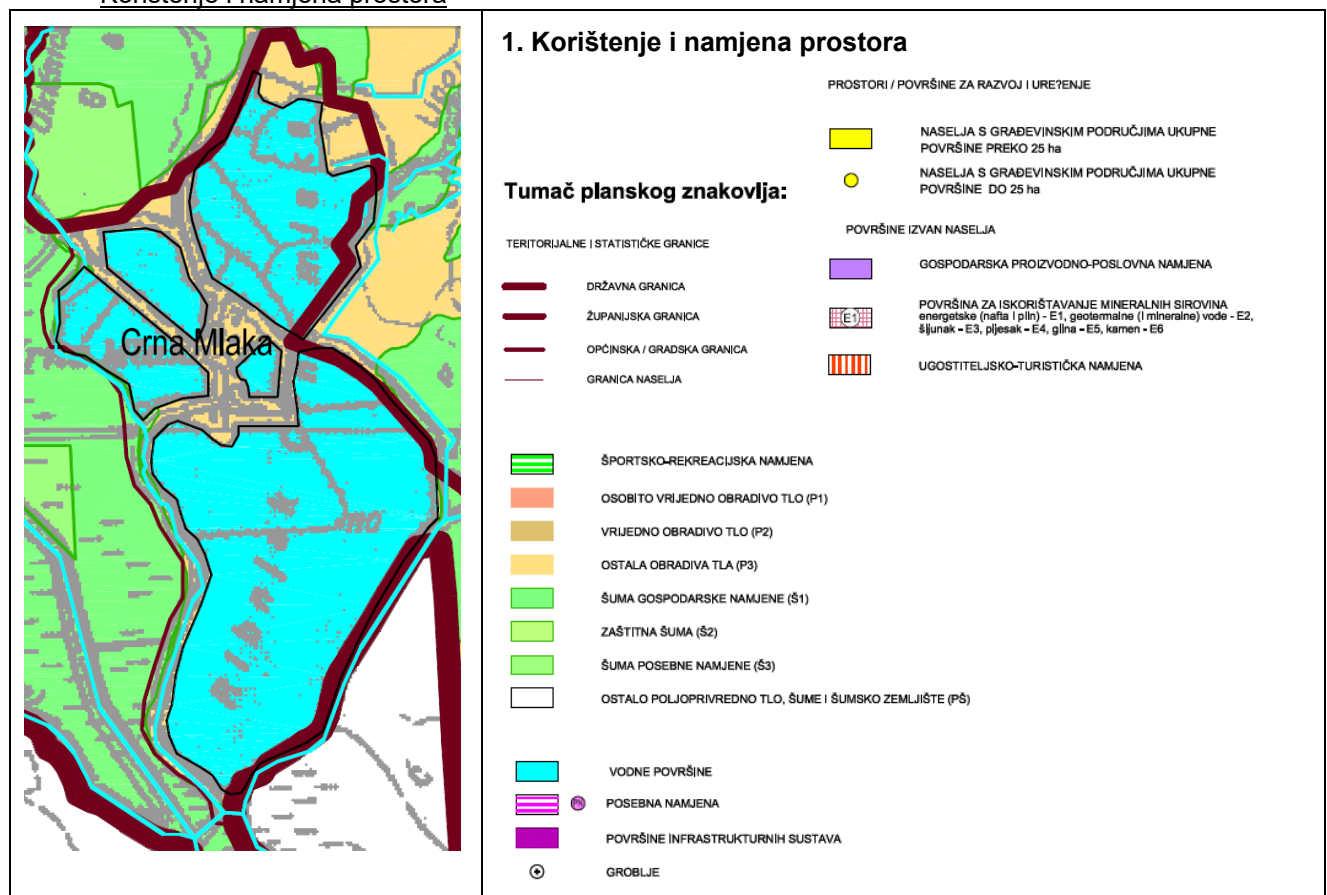 Korištenje i namjena prostora
Crna Mlaka
110
1. Korištenje i namjena prostora
PROSTORI / POVRŠINE ZA RAZVOJ I URE?ENJE
NASELJA S GRAĐEVINSKIM PODRUČJIMA UKUPNE
POVRŠINE PREKO 25 ha
NASELJA S GRAĐEVINSKIM PODRUČJIMA UKUPNE
POVRŠINE DO 25 ha
Tumač planskog znakovlja:
POVRŠINE IZVAN NASELJA
TERITORIJALNE I STATISTIČKE GRANICE
GOSPODARSKA PROIZVODNO-POSLOVNA NAMJENA
DRŽAVNA GRANICA
ŽUPANIJSKA GRANICA
E1
POVRŠINA ZA ISKORIŠTAVANJE MINERALNIH SIROVINA
energetske (nafta i plin) - E1, geotermalne (i mineralne) vode - E2,
šljunak - E3, pijesak - E4, glina - E5, kamen - E6
OPĆINSKA / GRADSKA GRANICA
UGOSTITELJSKO-TURISTIČKA NAMJENA
GRANICA NASELJA
ŠPORTSKO-REKREACIJSKA NAMJENA
OSOBITO VRIJEDNO OBRADIVO TLO (P1)
VRIJEDNO OBRADIVO TLO (P2)
OSTALA OBRADIVA TLA (P3)
ŠUMA GOSPODARSKE NAMJENE (Š1)
ZAŠTITNA ŠUMA (Š2)
ŠUMA POSEBNE NAMJENE (Š3)
OSTALO POLJOPRIVREDNO TLO, ŠUME I ŠUMSKO ZEMLJIŠTE (PŠ)
VODNE POVRŠINE
PN
POSEBNA NAMJENA
POVRŠINE INFRASTRUKTURNIH SUSTAVA
GROBLJE